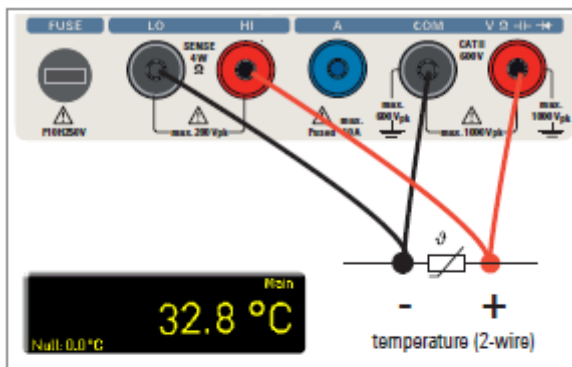 FUSE LO HI A COM V Ω
SENSE
4W
Ω
CAT II
600V
max.
600 Vpk
max.
1000 Vpk
F10H250V
max. 200 Vpk
max.
Fused 10A
max. 1000 Vpk
ϑ
Main
32.8 °C
Null: 0.0 °C
- +
temperature (2-wire)